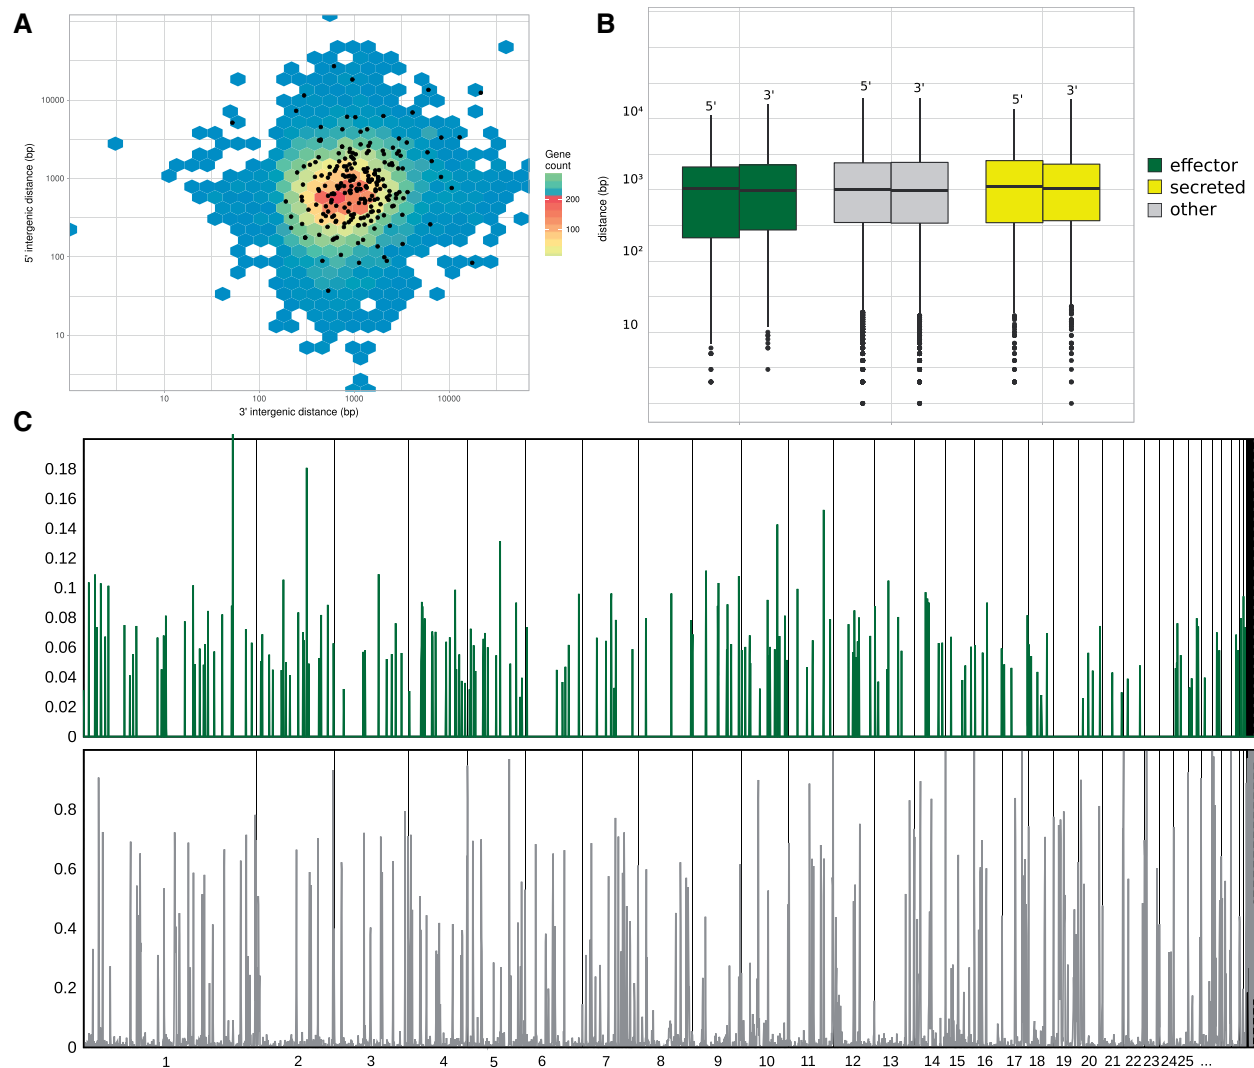 A
B
10000
1000
100
10
5' intergenic distance (bp)
10
100
1000
10000
3' intergenic distance (bp)
Gene
count
200
100
distance (bp)
10⁴
10³
10²
10
5'
3'
5'
3'
5'
3'
effector
secreted
other
C
0.18
0.16
0.14
0.12
0.1
0.080
0.06
0.04
0.02
0
0.8
0.6
0.4
0.2
0
1 2 3 4 5 6 7 8 9 10 11 12 13 14 15 16 17 18 19 20 21 22 23 24 25 ...